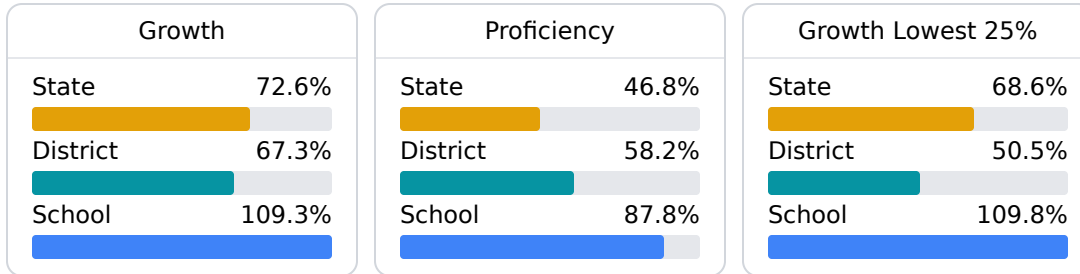 Growth
State 72.6%
District 67.3%
School 109.3%
Proficiency
State 46.8%
District 58.2%
School 87.8%
Growth Lowest 25%
State 68.6%
District 50.5%
School 109.8%